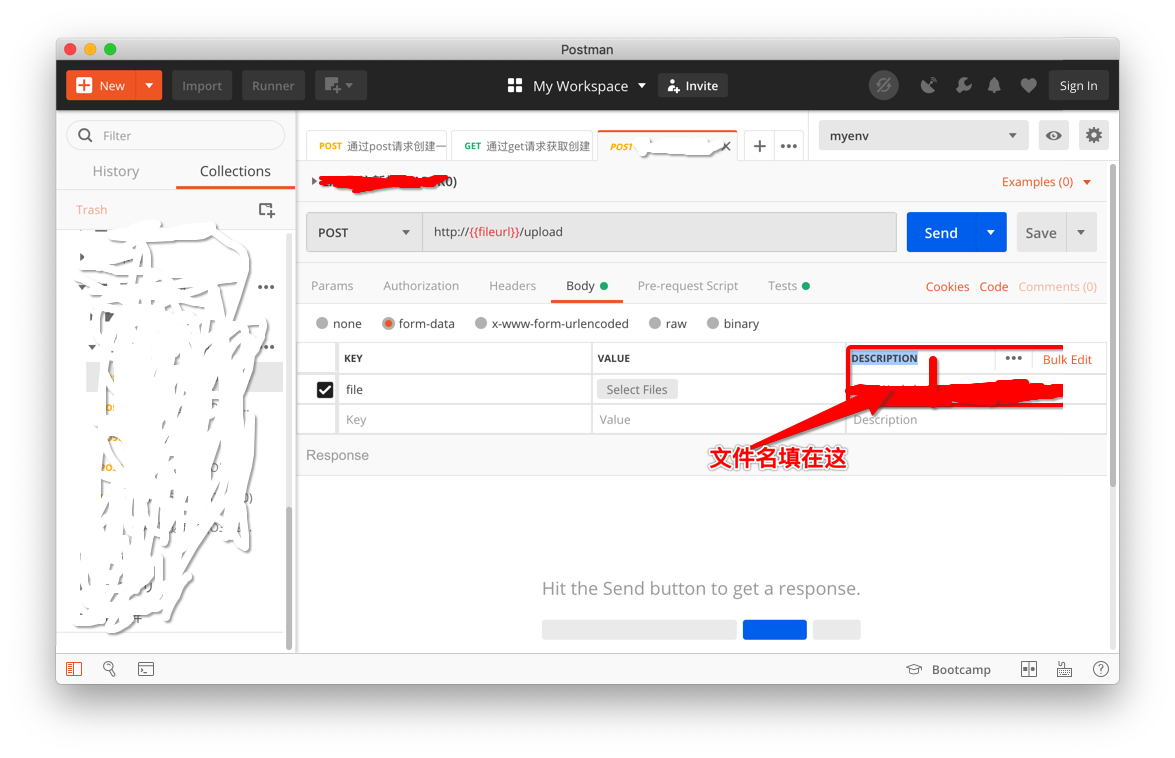 Postman
New
Import
Runner
My Workspace
Invite
Sign In
Filter
History
Collections
Trash
POST 通过post请求创建一
GET 通过get请求获取创建
POST
myenv
Examples (0)
POST
http://{{fileurl}}/upload
Send
Save
Params
Authorization
Headers
Body
Pre-request Script
Tests
Cookies
Code
Comments (0)
none
form-data
x-www-form-urlencoded
raw
binary
KEY
VALUE
DESCRIPTION
Bulk Edit
file
Select Files
Key
Value
Description
文件名填在这
Response
Hit the Send button to get a response.
Bootcamp